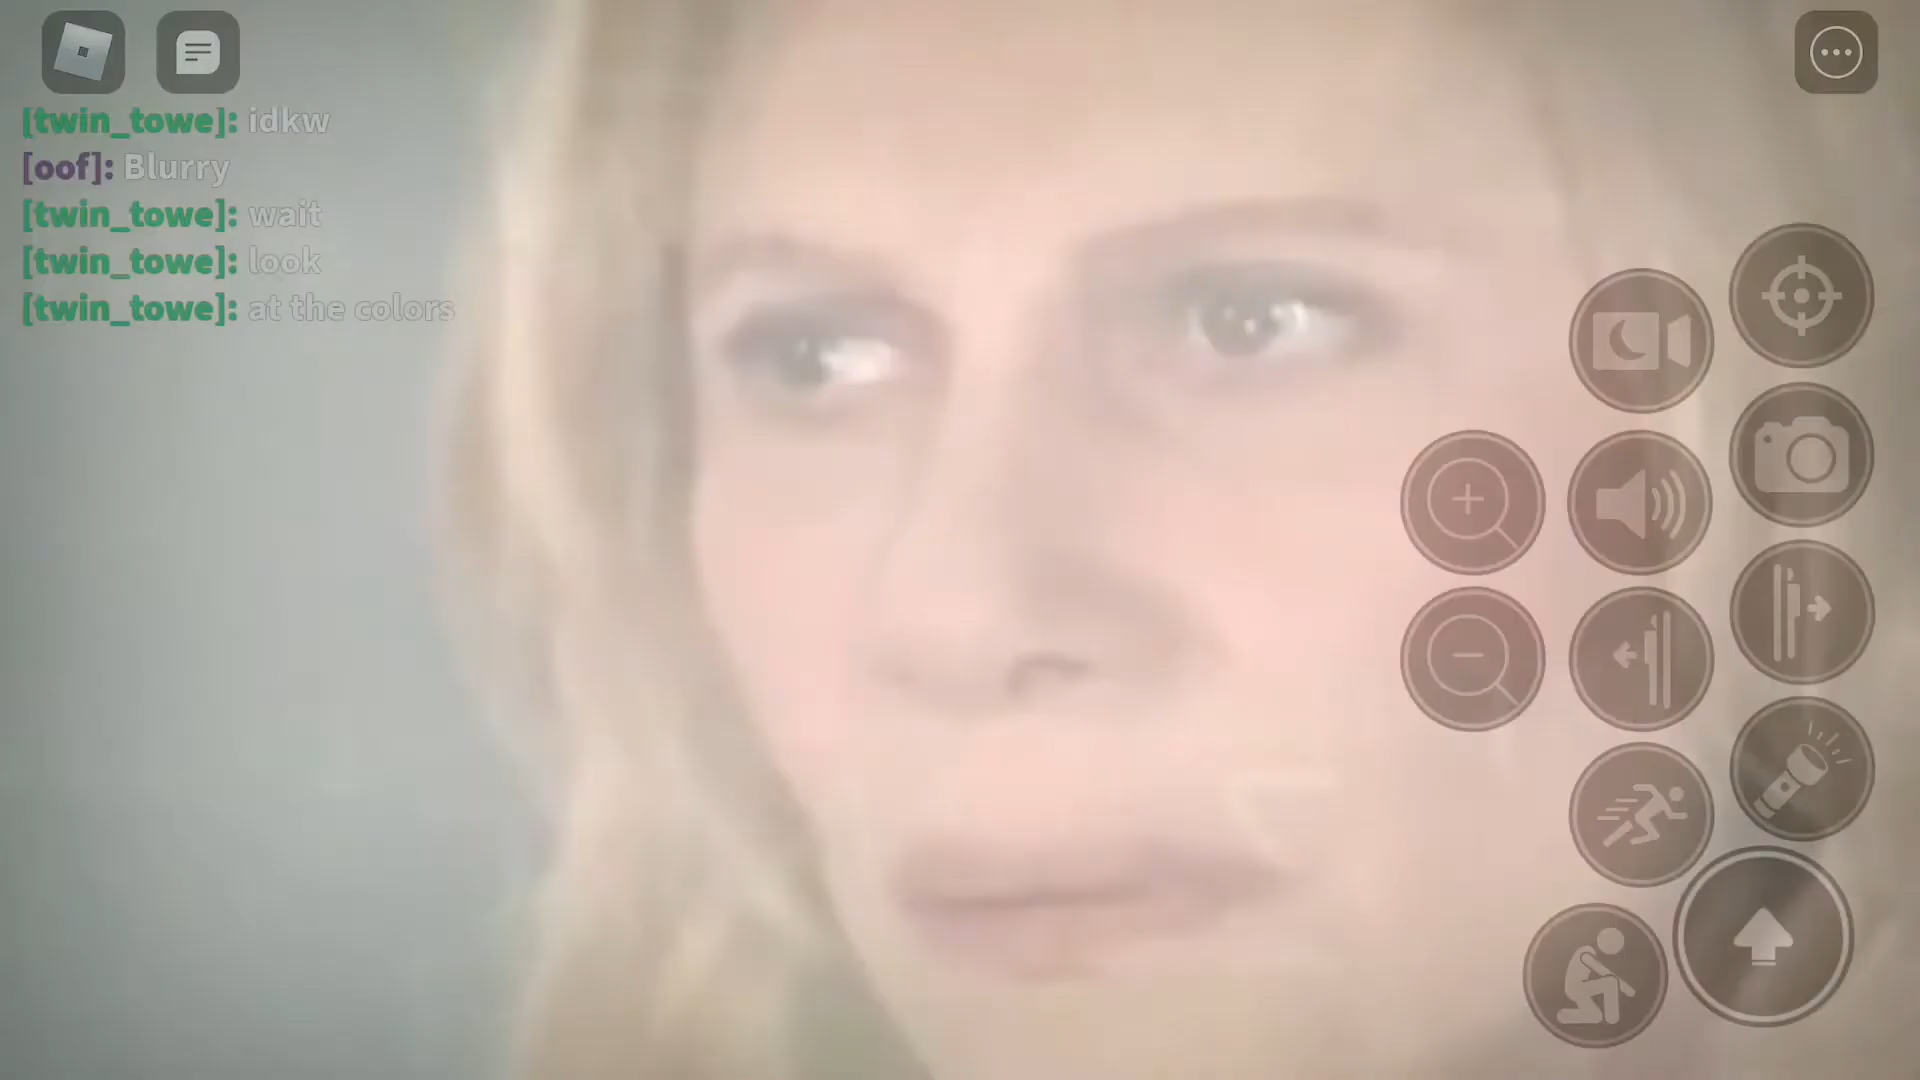 [twin_towe]: idkw
[oof]: Blurry
[twin_towe]: wait
[twin_towe]: look
[twin_towe]: at the colors